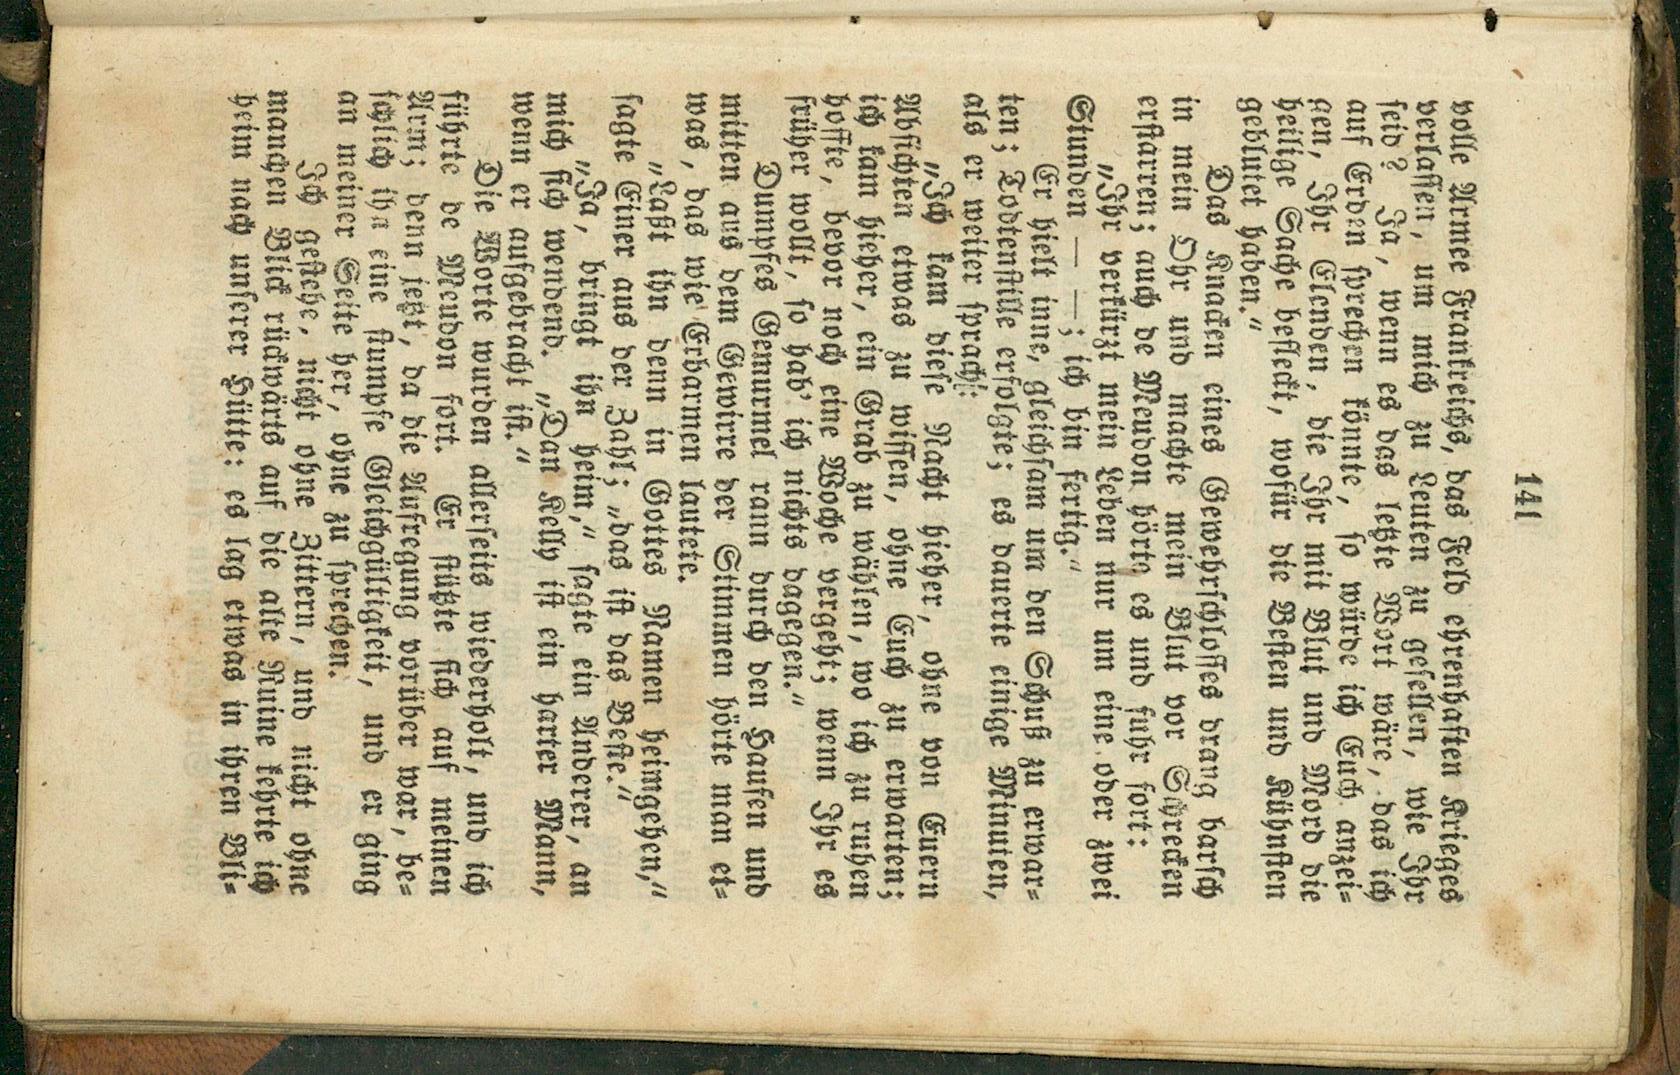 141
volle Armee Frankreichs, das Feld ehrenhaften Krieges
verlassen, um mich zu Leuten zu gesellen, wie Ihr
seid? Ja, wenn es das letzte Wort wäre, das ich
auf Erden sprechen könnte, so würde ich Euch anzei-
gen, Ihr Elenden, die Ihr mit Blut und Mord die
heilige Sache befleckt, wofür die Besten und Kühnsten
geblutet haben.“
Das Knacken eines Gewehrschlosses drang barsch
in mein Ohr und machte mein Blut vor Schrecken
erstarren; auch de Meudon hörte es und fuhr fort:
„Ihr verkürzt mein Leben nur um eine oder zwei
Stunden — —; ich bin fertig.“
Er hielt inne, gleichsam um den Schuß zu erwar-
ten; Todtenstille erfolgte; es dauerte einige Minuten,
als er weiter sprach:
„Ich kam diese Nacht hieher, ohne von Euern
Absichten etwas zu wissen, ohne Euch zu erwarten;
ich kam hieher, ein Grab zu wählen, wo ich zu ruhen
hoffte, bevor noch eine Woche vergeht; wenn Ihr es
früher wollt, so hab' ich nichts dagegen.“
Dumpfes Gemurmel rann durch den Haufen und
mitten aus dem Gewirre der Stimmen hörte man et-
was, das wie Erbarmen lautete.
„Laßt ihn denn in Gottes Namen heimgehen,“
sagte Einer aus der Zahl; „das ist das Beste.“
„Ja, bringt ihn heim,“ sagte ein Anderer, an
mich sich wendend. „Dan Kelly ist ein harter Mann,
wenn er aufgebracht ist.“
Die Worte wurden allerseits wiederholt, und ich
führte de Meudon fort. Er stützte sich auf meinen
Arm; denn jetzt, da die Aufregung vorüber war, be-
schlich ihn eine stumpfe Gleichgültigkeit, und er ging
an meiner Seite her, ohne zu sprechen.
Ich gestehe, nicht ohne Zittern, und nicht ohne
manchen Blick rückwärts auf die alte Ruine kehrte ich
heim nach unserer Hütte: es lag etwas in ihren Bli-